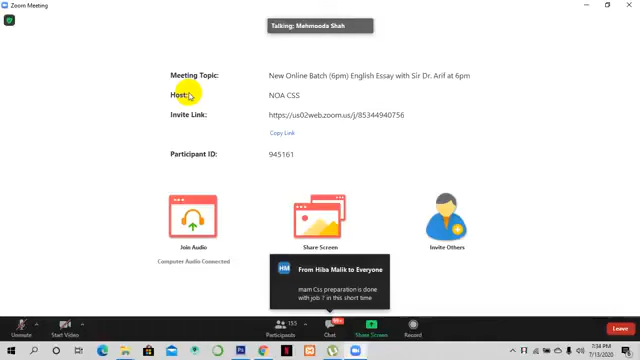 Zoom Meeting
Talking: Mehmooda Shah
Meeting Topic: New Online Batch (6pm) English Essay with Sir Dr. Arif at 6pm
Host: NOA CSS
Invite Link: https://us02web.zoom.us/j/85344940756
Copy Link
Participant ID: 945161
Join Audio Share Screen Invite Others
Computer Audio Connected
HM From Hiba Malik to Everyone
mam Css preparation is done
with job ? in this short time
155 99+
Unmute Start Video Participants Chat Share Screen Record Leave
7:34 PM
7/13/2020